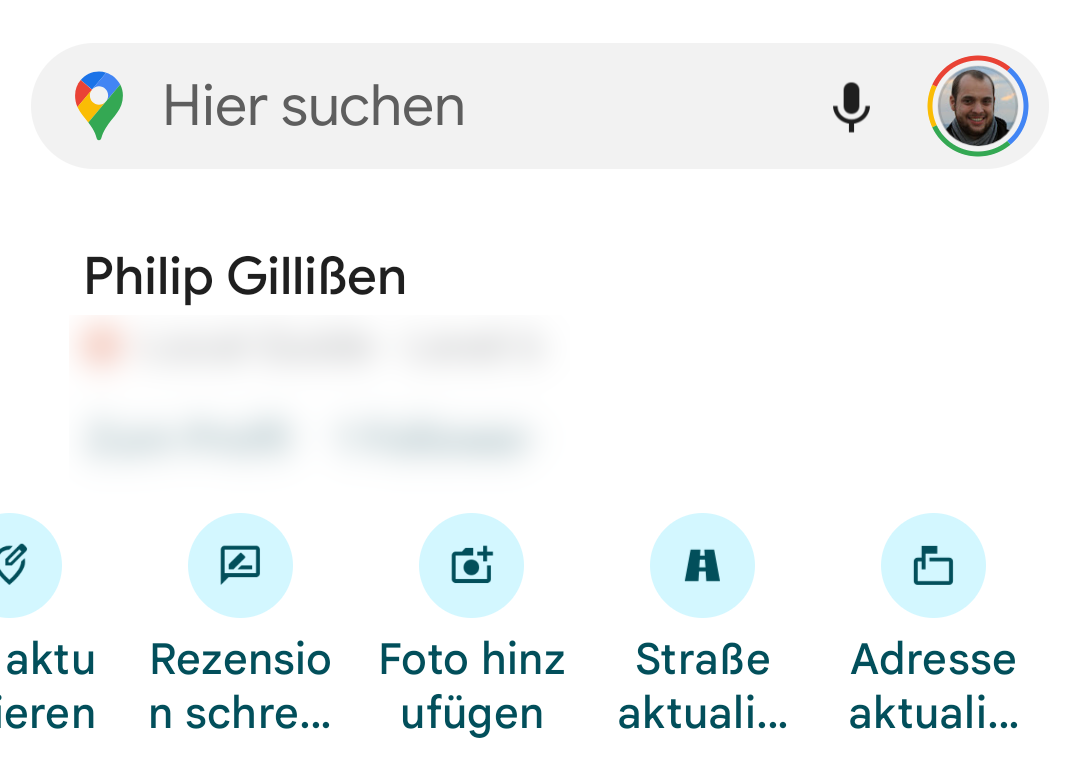 Hier suchen
Philip Gillißen
aktu Rezensio Foto hinz Straße Adresse
ieren n schre... ufügen aktuali... aktuali...